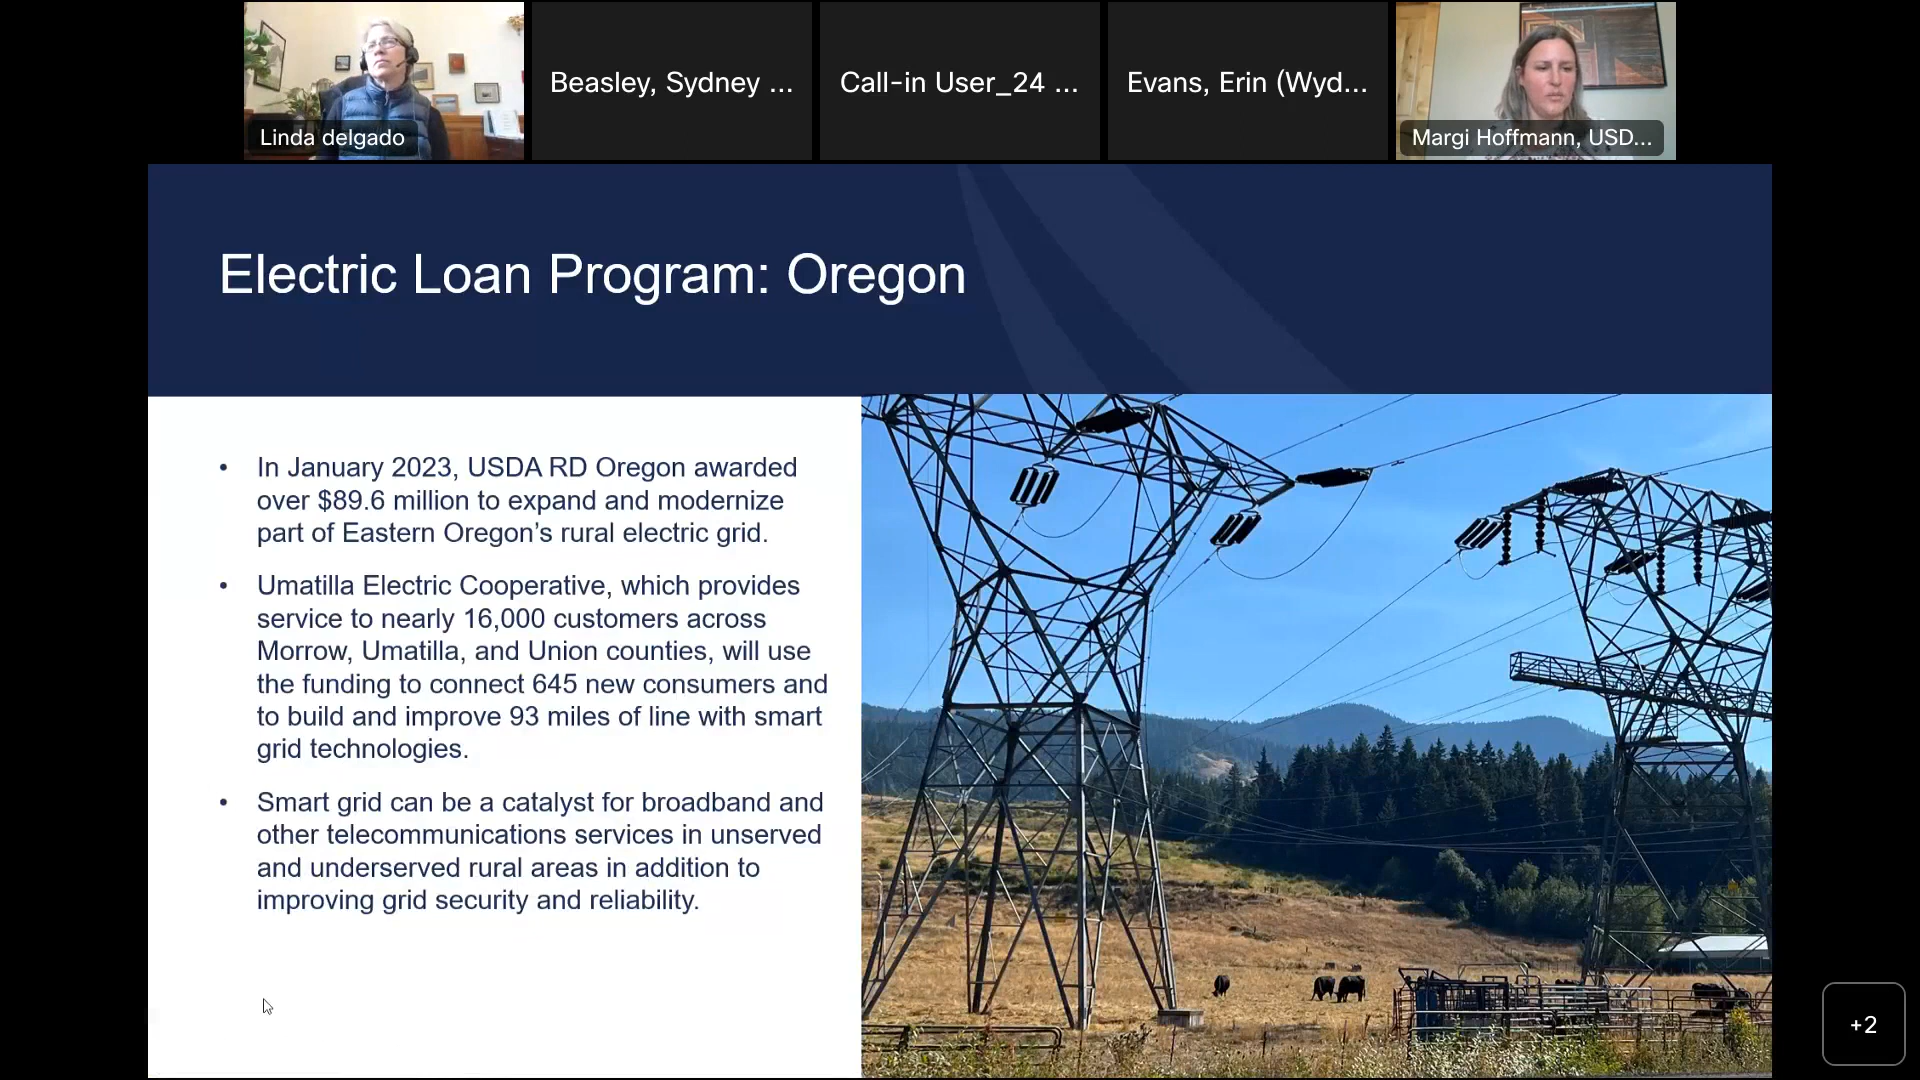 Linda delgado
Beasley, Sydney ...
Call-in User_24 ...
Evans, Erin (Wyd...
Margi Hoffmann, USD...
Electric Loan Program: Oregon
• In January 2023, USDA RD Oregon awarded
over $89.6 million to expand and modernize
part of Eastern Oregon’s rural electric grid.
• Umatilla Electric Cooperative, which provides
service to nearly 16,000 customers across
Morrow, Umatilla, and Union counties, will use
the funding to connect 645 new consumers and
to build and improve 93 miles of line with smart
grid technologies.
• Smart grid can be a catalyst for broadband and
other telecommunications services in unserved
and underserved rural areas in addition to
improving grid security and reliability.
+2